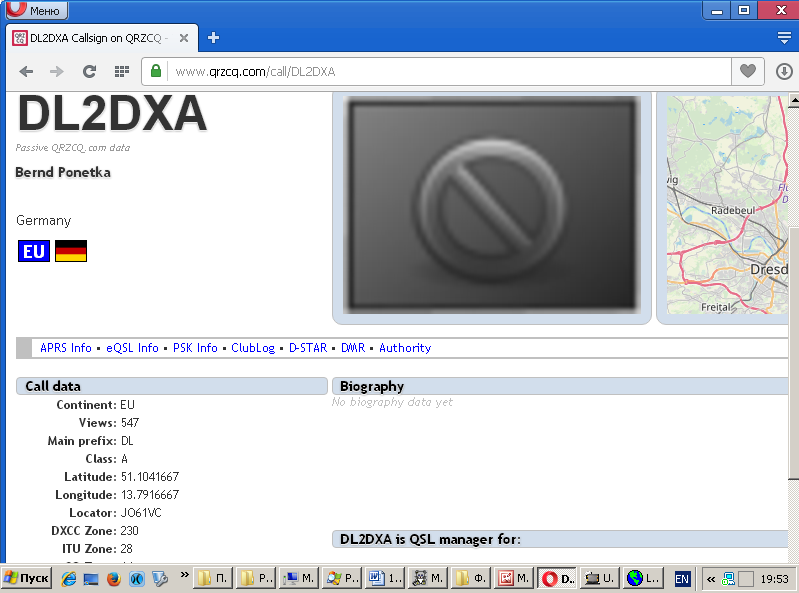 Меню
DL2DXA Callsign on QRZCQ -
www.qrzcq.com/call/DL2DXA
DL2DXA
Passive QRZCQ.com data
Bernd Ponetka
Germany
EU
Radebeul
Freital
APRS Info • eQSL Info • PSK Info • ClubLog • D-STAR • DMR • Authority
Call data
Continent: EU
Views: 547
Main prefix: DL
Class: A
Latitude: 51.1041667
Longitude: 13.7916667
Locator: JO61VC
DXCC Zone: 230
ITU Zone: 28
Biography
No biography data yet
DL2DXA is QSL manager for:
Пуск
»
П..
Р..
М.
Р..
1..
М.
Ф.
М.
D..
U.
L..
EN
«
19:53